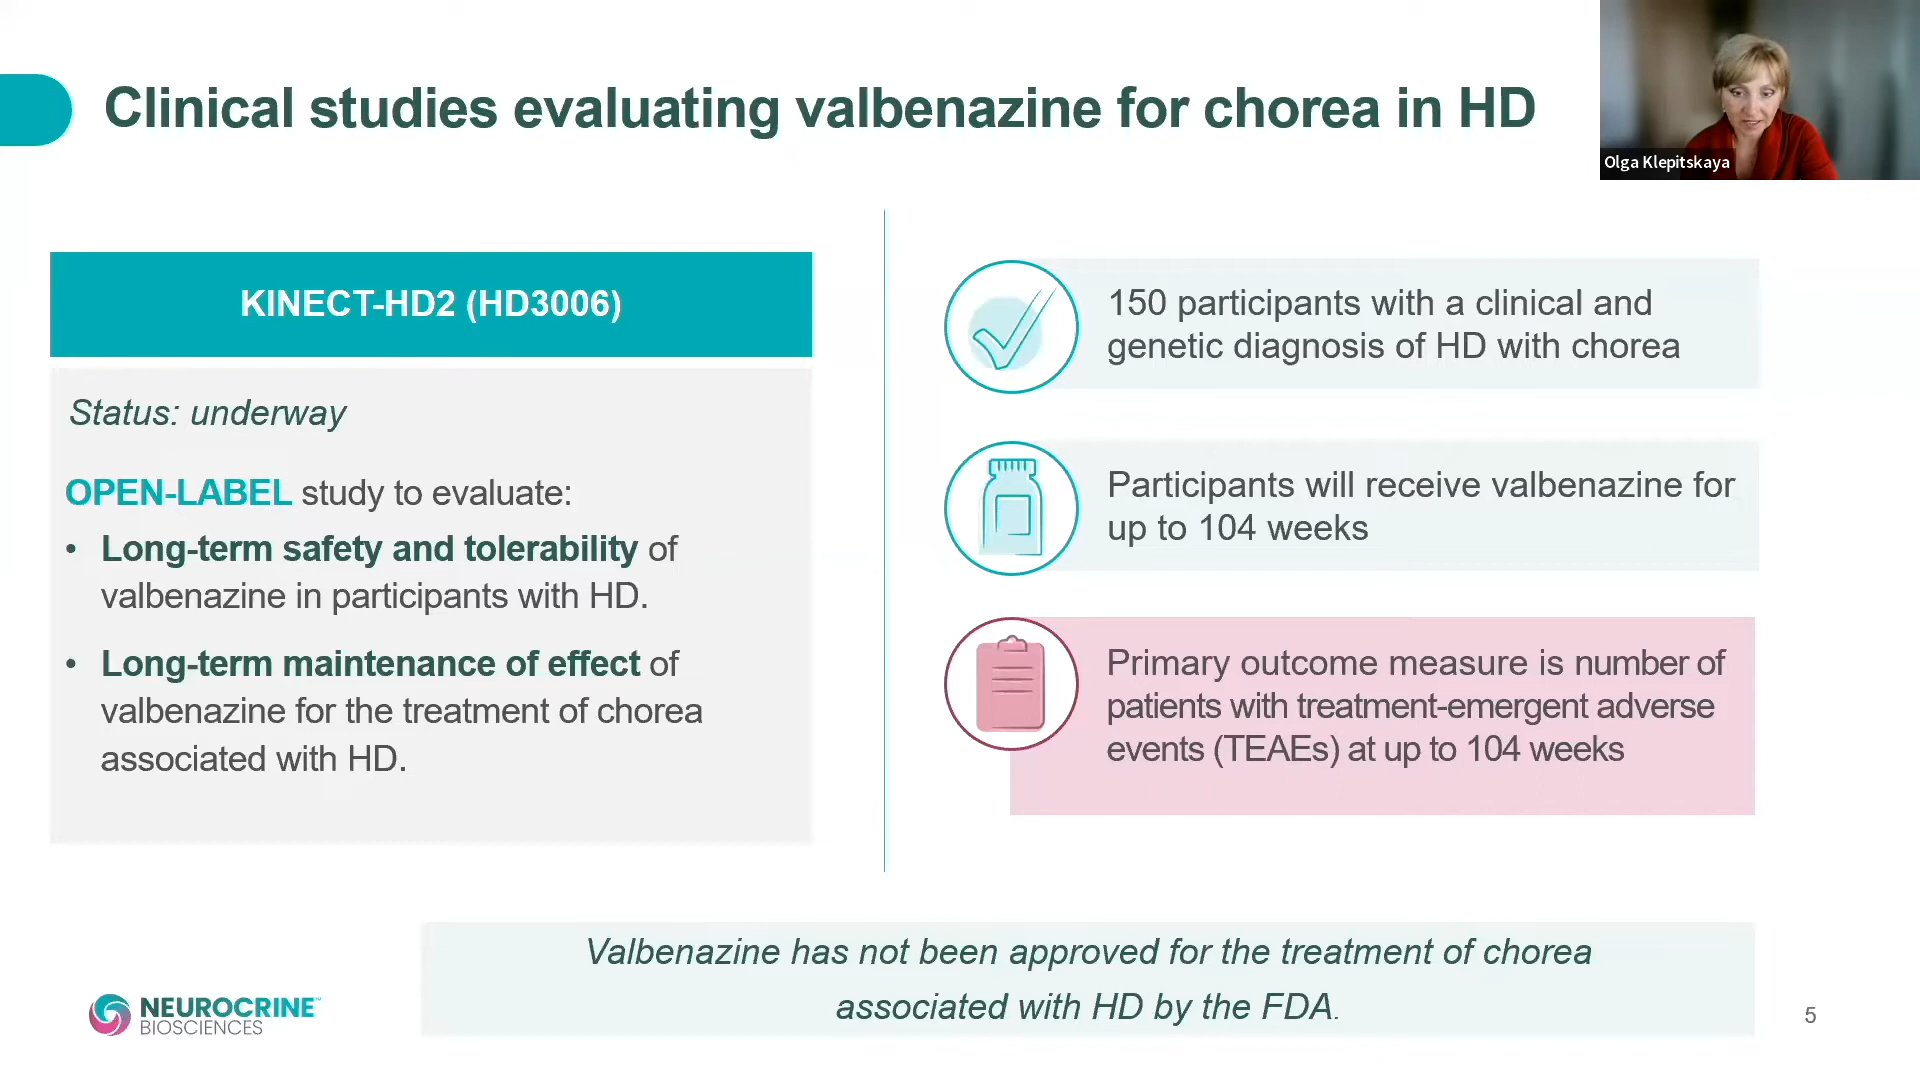 Clinical studies evaluating valbenazine for chorea in HD
Olga Klepitskaya
KINECT-HD2 (HD3006)
Status: underway
OPEN-LABEL study to evaluate:
• Long-term safety and tolerability of
valbenazine in participants with HD.
• Long-term maintenance of effect of
valbenazine for the treatment of chorea
associated with HD.
150 participants with a clinical and
genetic diagnosis of HD with chorea
Participants will receive valbenazine for
up to 104 weeks
Primary outcome measure is number of
patients with treatment-emergent adverse
events (TEAEs) at up to 104 weeks
Valbenazine has not been approved for the treatment of chorea
associated with HD by the FDA.
NEUROCRINE™
BIOSCIENCES
5